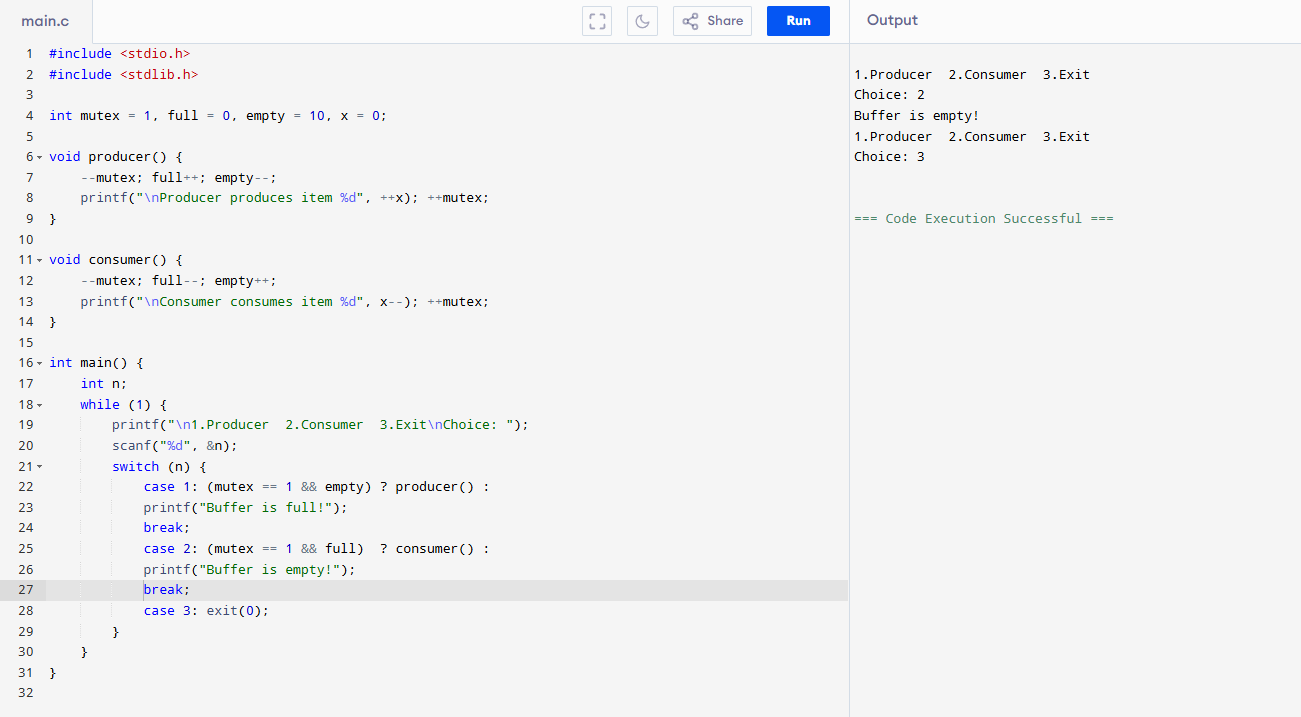 main.c
Share
Run
Output
1 #include <stdio.h>
2 #include <stdlib.h>
3
4 int mutex = 1, full = 0, empty = 10, x = 0;
5
6 void producer() {
7     --mutex; full++; empty--;
8     printf("\nProducer produces item %d", ++x); ++mutex;
9 }
10
11 void consumer() {
12     --mutex; full--; empty++;
13     printf("\nConsumer consumes item %d", x--); ++mutex;
14 }
15
16 int main() {
17     int n;
18     while (1) {
19         printf("\n1.Producer  2.Consumer  3.Exit\nChoice: ");
20         scanf("%d", &n);
21         switch (n) {
22             case 1: (mutex == 1 && empty) ? producer() :
23             printf("Buffer is full!");
24             break;
25             case 2: (mutex == 1 && full)  ? consumer() :
26             printf("Buffer is empty!");
27             break;
28             case 3: exit(0);
29         }
30     }
31 }
32
1.Producer  2.Consumer  3.Exit
Choice: 2
Buffer is empty!
1.Producer  2.Consumer  3.Exit
Choice: 3
=== Code Execution Successful ===